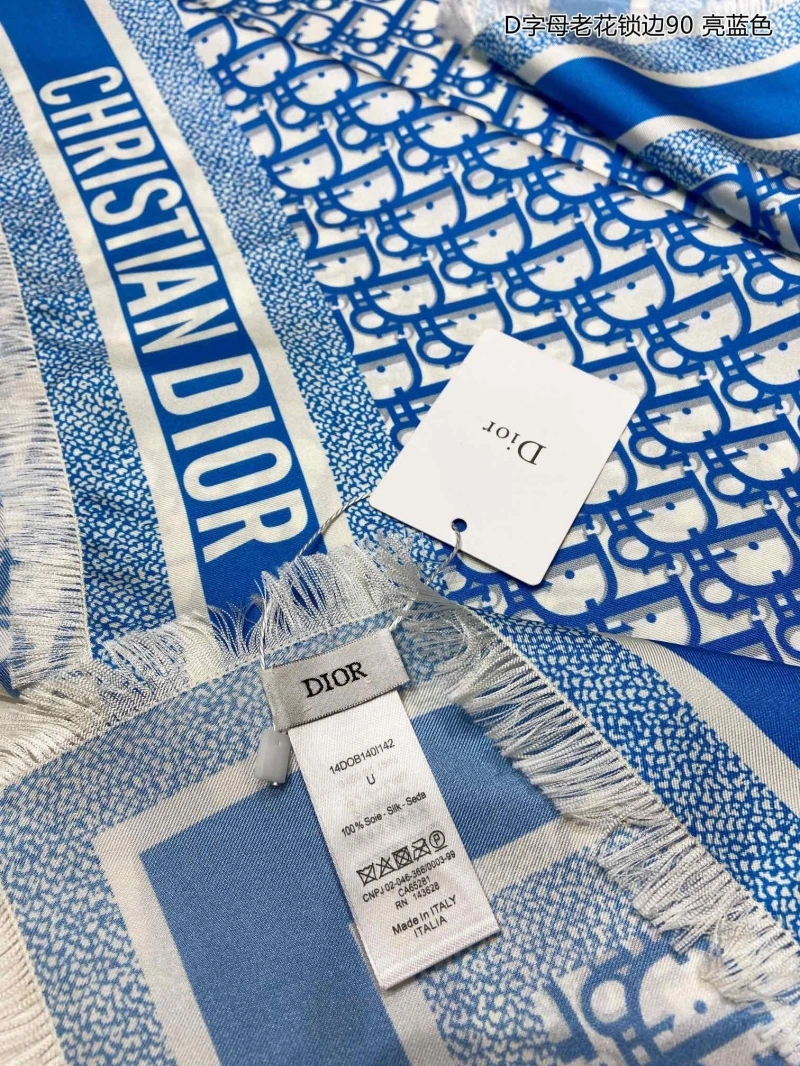 D字母老花锁边90 亮蓝色
CHRISTIAN DIOR
Dior
DIOR
14DOB140I142
U
100% Soie - Silk - Seda
CNPJ 02-046-366/0003-99
CA65281
RN 143628
Made in ITALY
ITALIA